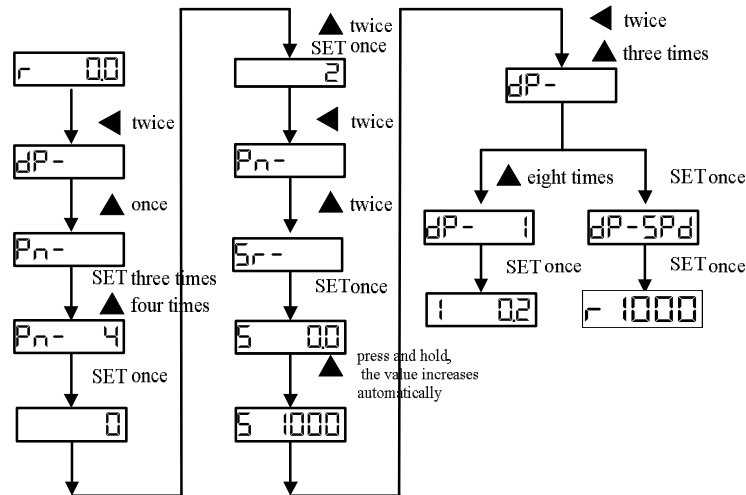 r 0.0
twice
dP-
once
Pn-
SET three times
four times
Pn- 4
SET once
0
twice
SET once
2
twice
Pn-
twice
Sr-
SET once
S 0.0
press and hold,
the value increases
automatically
S 1000
twice
three times
dP-
eight times
SET once
dP- 1
dP-SPd
SET once
SET once
1 0.2
r 1000